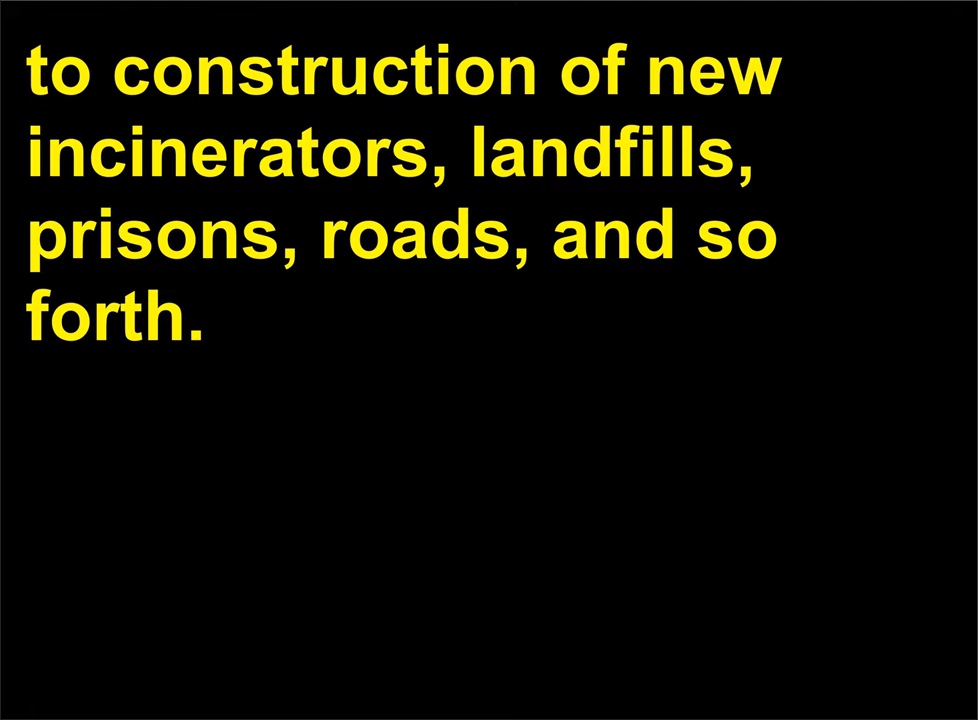 to construction of new
incinerators, landfills,
prisons, roads, and so
forth.